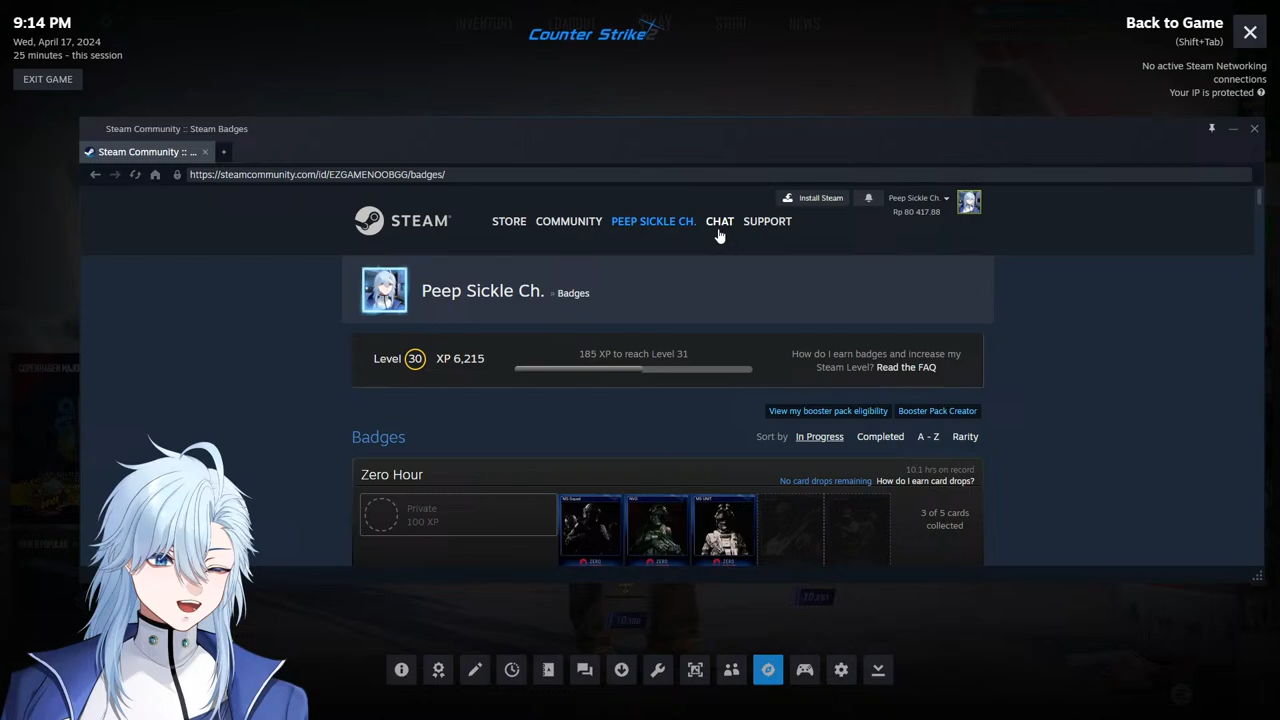 9:14 PM
Wed, April 17, 2024
25 minutes - this session
EXIT GAME
INVENTORY
NEWS
Counter Strike 2
Back to Game
(Shift+Tab)
No active Steam Networking
connections
Your IP is protected
Steam Community :: Steam Badges
Steam Community :: ...
https://steamcommunity.com/id/EZGAMENOOBGG/badges/
Install Steam
Peep Sickle Ch.
Rp 80 417.88
STEAM
STORE
COMMUNITY
PEEP SICKLE CH.
CHAT
SUPPORT
Peep Sickle Ch. » Badges
Level 30 XP 6,215
185 XP to reach Level 31
How do I earn badges and increase my
Steam Level? Read the FAQ
View my booster pack eligibility
Booster Pack Creator
Badges
Sort by In Progress Completed A - Z Rarity
Zero Hour
10.1 hrs on record
No card drops remaining How do I earn card drops?
Private
100 XP
3 of 5 cards
collected
ZERO
ZERO
ZERO